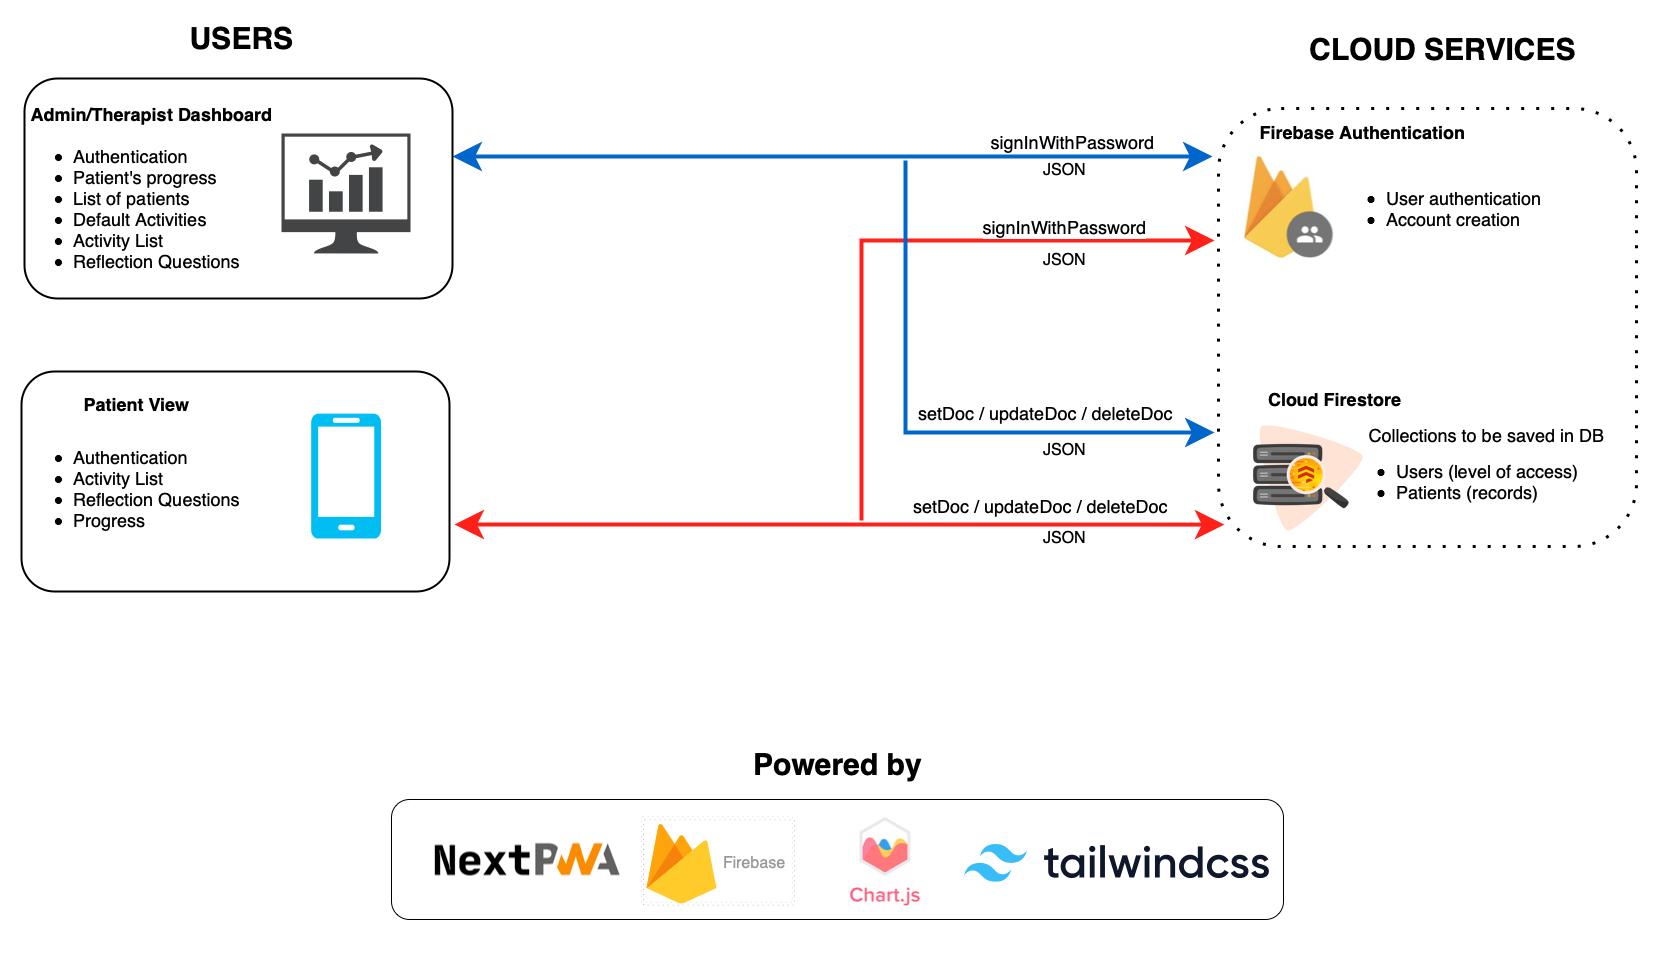 USERS
Admin/Therapist Dashboard
Authentication
Patient's progress
List of patients
Default Activities
Activity List
Reflection Questions
Patient View
Authentication
Activity List
Reflection Questions
Progress
signInWithPassword
JSON
signInWithPassword
JSON
setDoc / updateDoc / deleteDoc
JSON
setDoc / updateDoc / deleteDoc
JSON
CLOUD SERVICES
Firebase Authentication
User authentication
Account creation
Cloud Firestore
Collections to be saved in DB
Users (level of access)
Patients (records)
Powered by
NextPWA
Firebase
Chart.js
tailwindcss